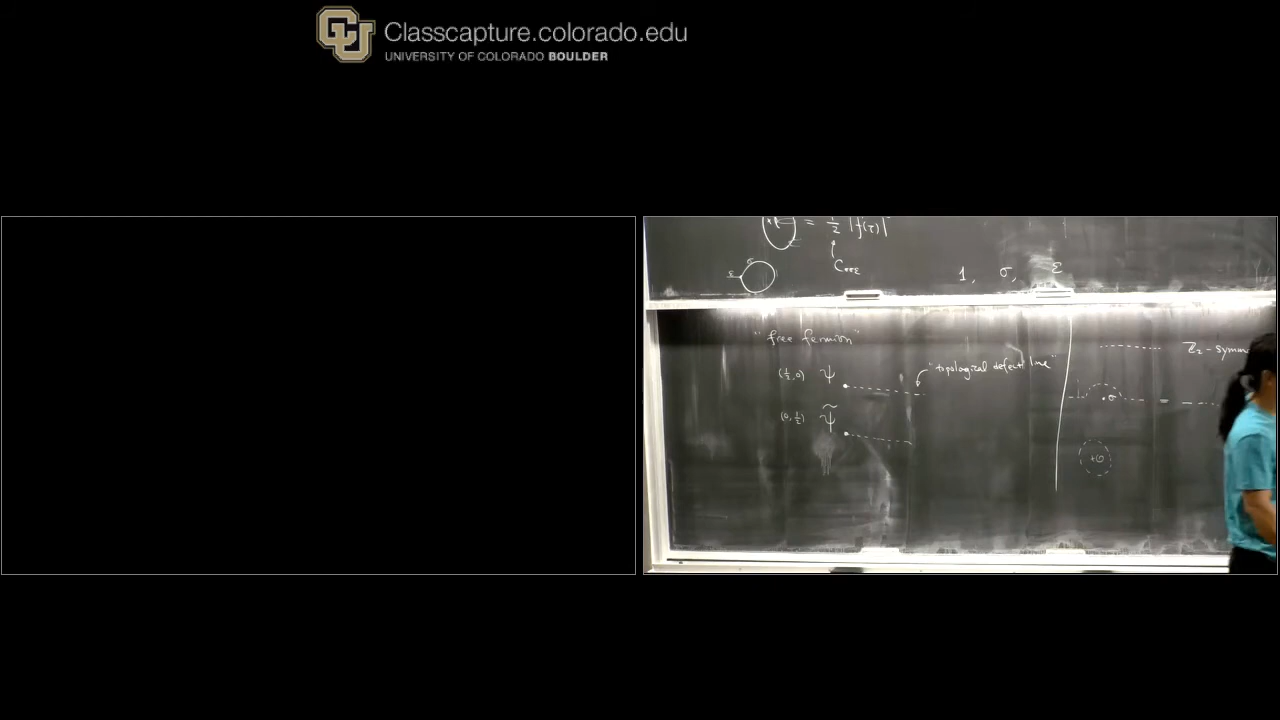 Classcapture.colorado.edu
UNIVERSITY OF COLORADO BOULDER
= 1/2 |f(τ)|
1, σ, ε
"free fermion"
(1/2, 0) ψ
"topological defect line"
(0, 1/2) ψ̃
ℤ₂-symm
σ =